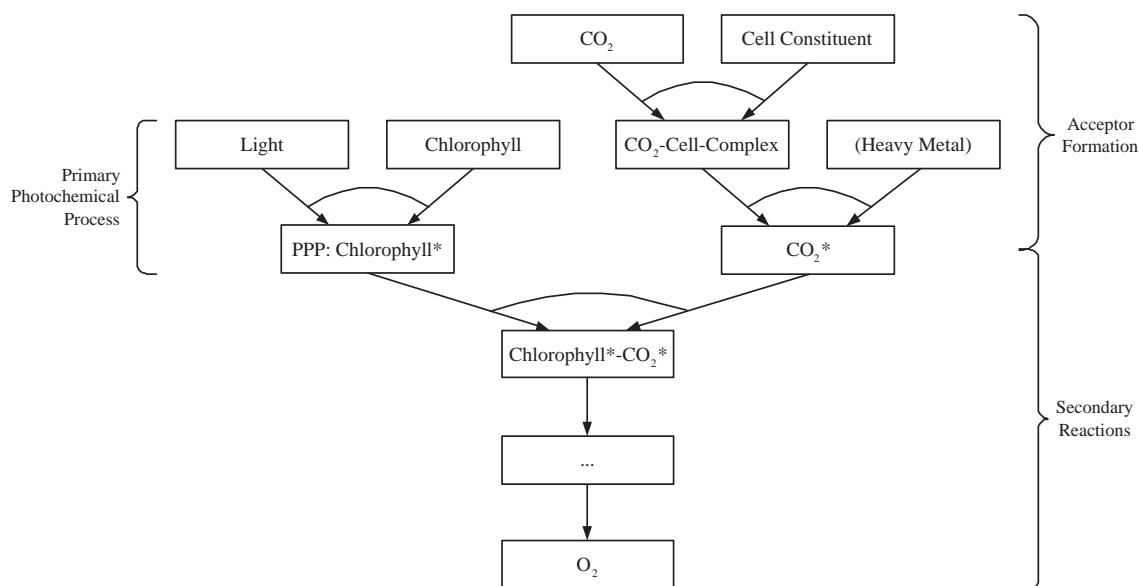 CO₂
Cell Constituent
Light
Chlorophyll
CO₂-Cell-Complex
(Heavy Metal)
Acceptor
Formation
Primary
Photochemical
Process
PPP: Chlorophyll*
CO₂*
Chlorophyll*-CO₂*
Secondary
Reactions
...
O₂